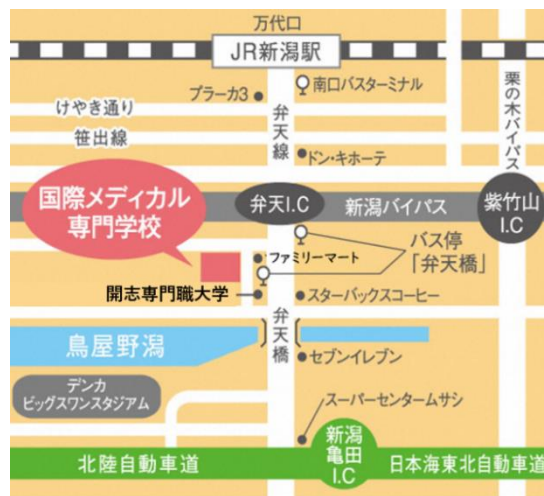 万代口
JR新潟駅
プラーカ3
南口バスターミナル
けやき通り
笹出線
弁天線
ドン・キホーテ
栗の木バイパス
国際メディカル
専門学校
弁天I.C
新潟バイパス
紫竹山
I.C
バス停
「弁天橋」
ファミリーマート
開志専門職大学
スターバックスコーヒー
鳥屋野潟
弁天橋
セブンイレブン
デンカ
ビッグスワンスタジアム
スーパーセンタームサシ
北陸自動車道
新潟
亀田
I.C
日本海東北自動車道